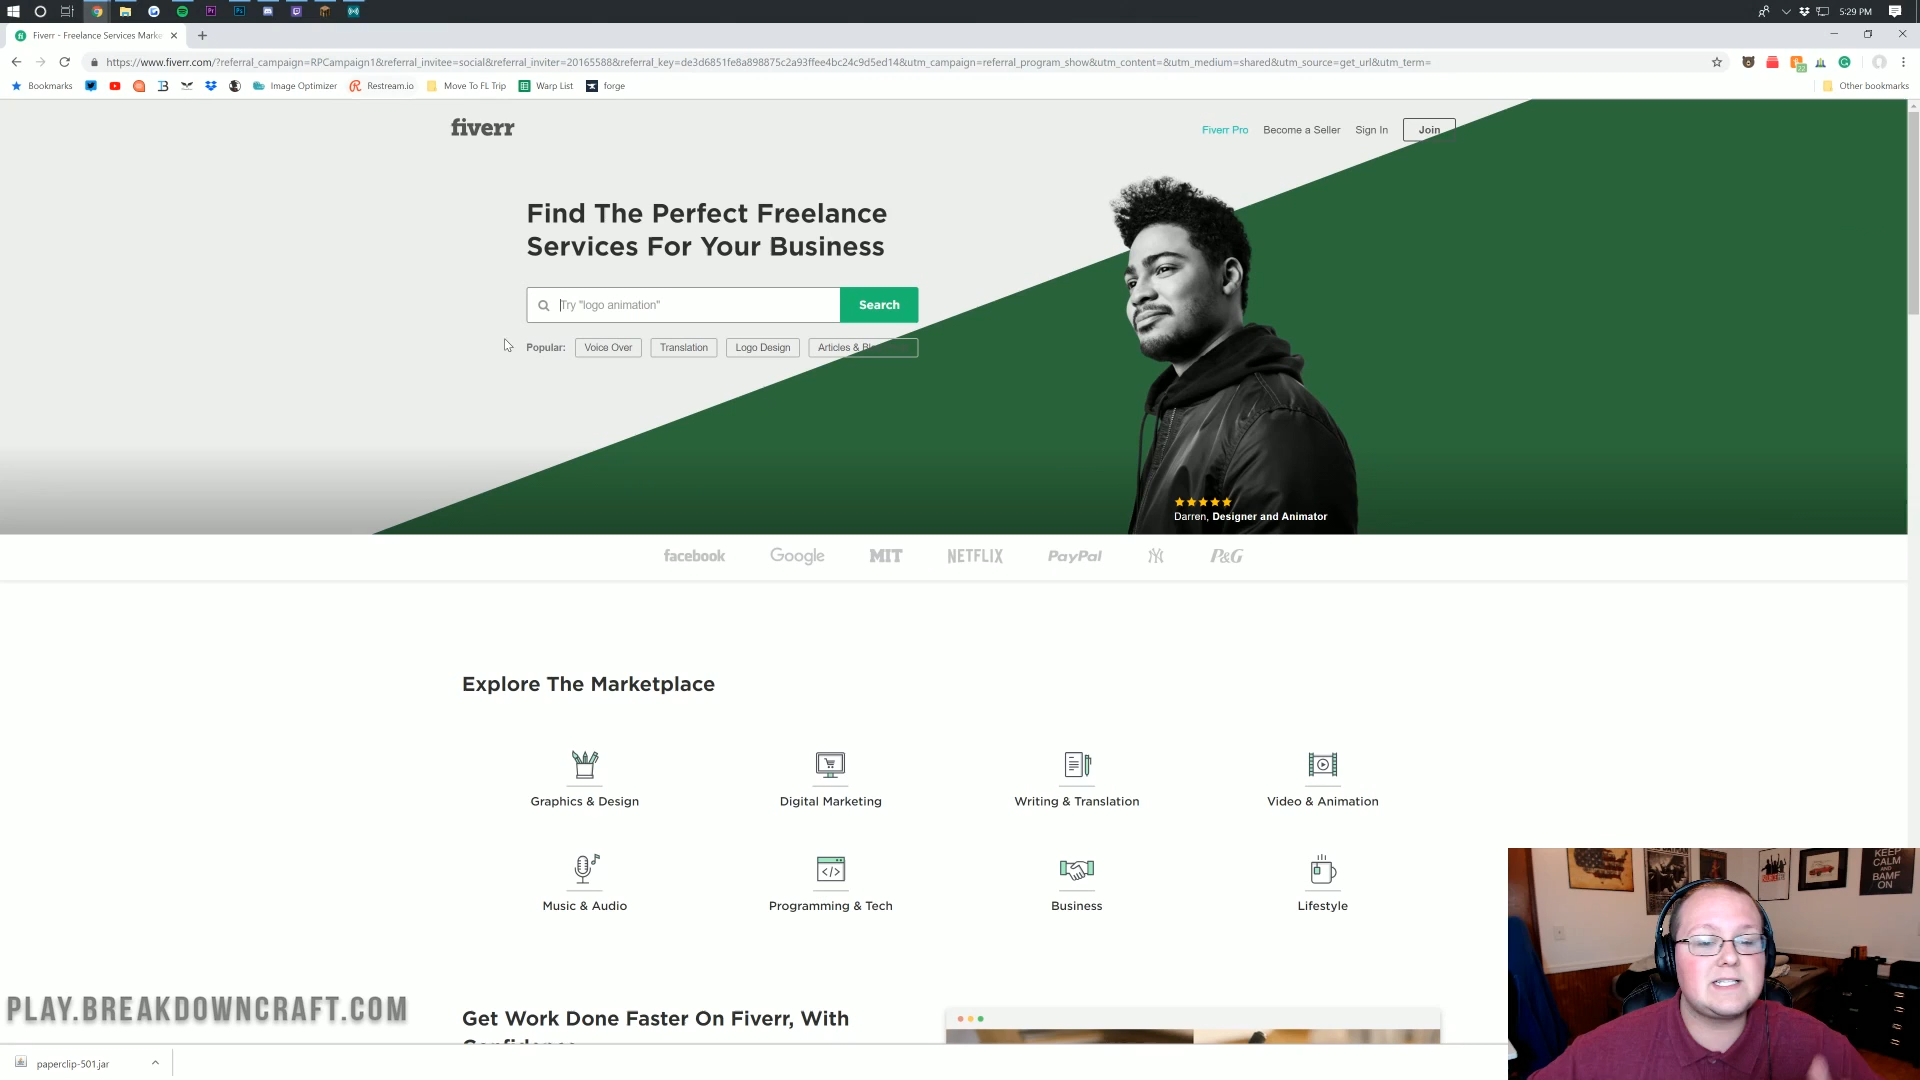 5:29 PM
Fiverr - Freelance Services Marke
https://www.fiverr.com/?referral_campaign=RPCampaign1&referral_invitee=social&referral_inviter=20165588&referral_key=de3d6851fe8a898875c2a93ffee4bc24c9d5ed14&utm_campaign=referral_program_show&utm_content=&utm_medium=shared&utm_source=get_url&utm_term=
Bookmarks Image Optimizer Restream.io Move To FL Trip Warp List forge Other bookmarks
fiverr
Fiverr Pro Become a Seller Sign In Join
Find The Perfect Freelance
Services For Your Business
Try "logo animation" Search
Popular: Voice Over Translation Logo Design Articles &
Darren, Designer and Animator
facebook Google MIT NETFLIX PayPal NY P&G
Explore The Marketplace
Graphics & Design Digital Marketing Writing & Translation Video & Animation
Music & Audio Programming & Tech Business Lifestyle
KEEP
CALM
AND
BAMF
ON
PLAY.BREAKDOWNCRAFT.COM
Get Work Done Faster On Fiverr, With
paperclip-501.jar